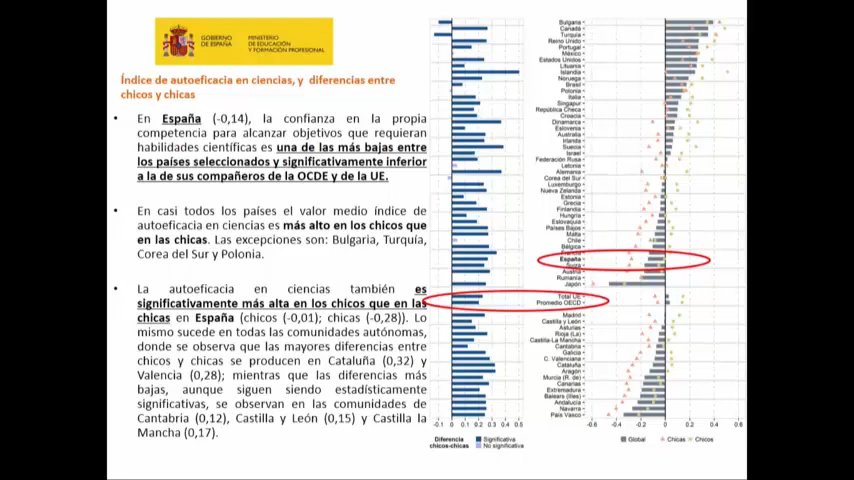 GOBIERNO
DE ESPAÑA
MINISTERIO
DE EDUCACIÓN
Y FORMACIÓN PROFESIONAL
Índice de autoeficacia en ciencias, y diferencias entre
chicos y chicas
• En España (-0,14), la confianza en la propia
competencia para alcanzar objetivos que requieran
habilidades científicas es una de las más bajas entre
los países seleccionados y significativamente inferior
a la de sus compañeros de la OCDE y de la UE.
• En casi todos los países el valor medio índice de
autoeficacia en ciencias es más alto en los chicos que
en las chicas. Las excepciones son: Bulgaria, Turquía,
Corea del Sur y Polonia.
• La autoeficacia en ciencias también es
significativamente más alta en los chicos que en las
chicas en España (chicos (-0,01); chicas (-0,28)). Lo
mismo sucede en todas las comunidades autónomas,
donde se observa que las mayores diferencias entre
chicos y chicas se producen en Cataluña (0,32) y
Valencia (0,28); mientras que las diferencias más
bajas, aunque siguen siendo estadísticamente
significativas, se observan en las comunidades de
Cantabria (0,12), Castilla y León (0,15) y Castilla la
Mancha (0,17).
Bulgaria
Canadá
Turquía
Reino Unido
Portugal
México
Estados Unidos
Lituania
Islandia
Noruega
Brasil
Polonia
Italia
Singapur
República Checa
Croacia
Dinamarca
Eslovenia
Australia
Irlanda
Suecia
Israel
Federación Rusa
Letonia
Alemania
Corea del Sur
Luxemburgo
Nueva Zelanda
Estonia
Grecia
Finlandia
Hungría
Eslovaquia
Países Bajos
Malta
Chile
Bélgica
Francia
España
Suiza
Austria
Rumanía
Japón
Total UE
Promedio OECD
Madrid
Castilla y León
Asturias
Rioja (La)
Castilla-La Mancha
Cantabria
Galicia
C. Valenciana
Cataluña
Aragón
Murcia (R. de)
Canarias
Extremadura
Balears (Illes)
Andalucía
Navarra
País Vasco
-0.1 0 0.1 0.2 0.3 0.4 0.5
-0.6 -0.4 -0.2 0 0.2 0.4 0.6
Diferencia
chicos-chicas
Significativa
No significativa
Global Chicas Chicos